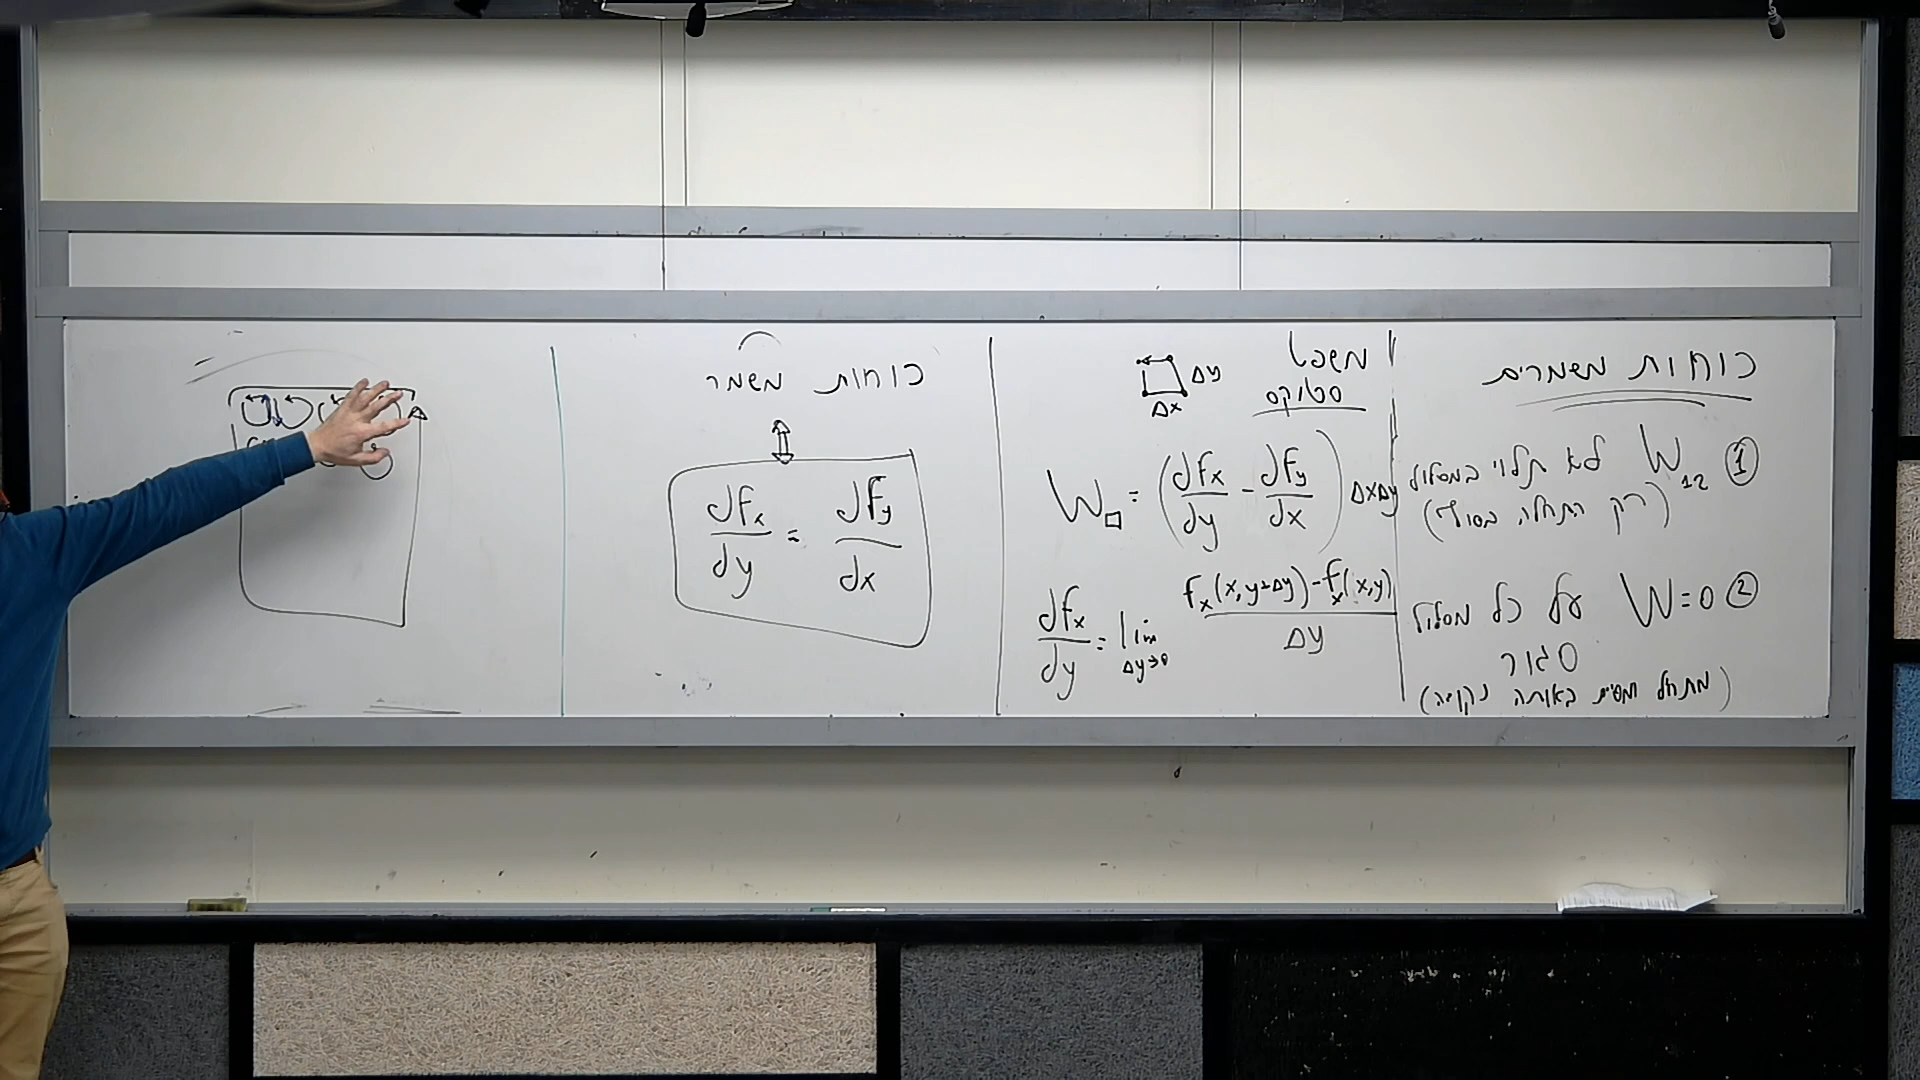 כוחות משמרים
① W₁₂ לא תלוי במסלול
(רק התחלה, בסוף)
② W=0 על כל מסלול
סגור
(מתחיל ומסיים באותה נקודה)
משפט
סטוקס
Δy
Δx
W□ = (dfx/dy - dfy/dx) ΔxΔy
dfx/dy = lim Δy→0 (fx(x,y+Δy) - fx(x,y))/Δy
כוחות משמר
dFx/dy = dFy/dx